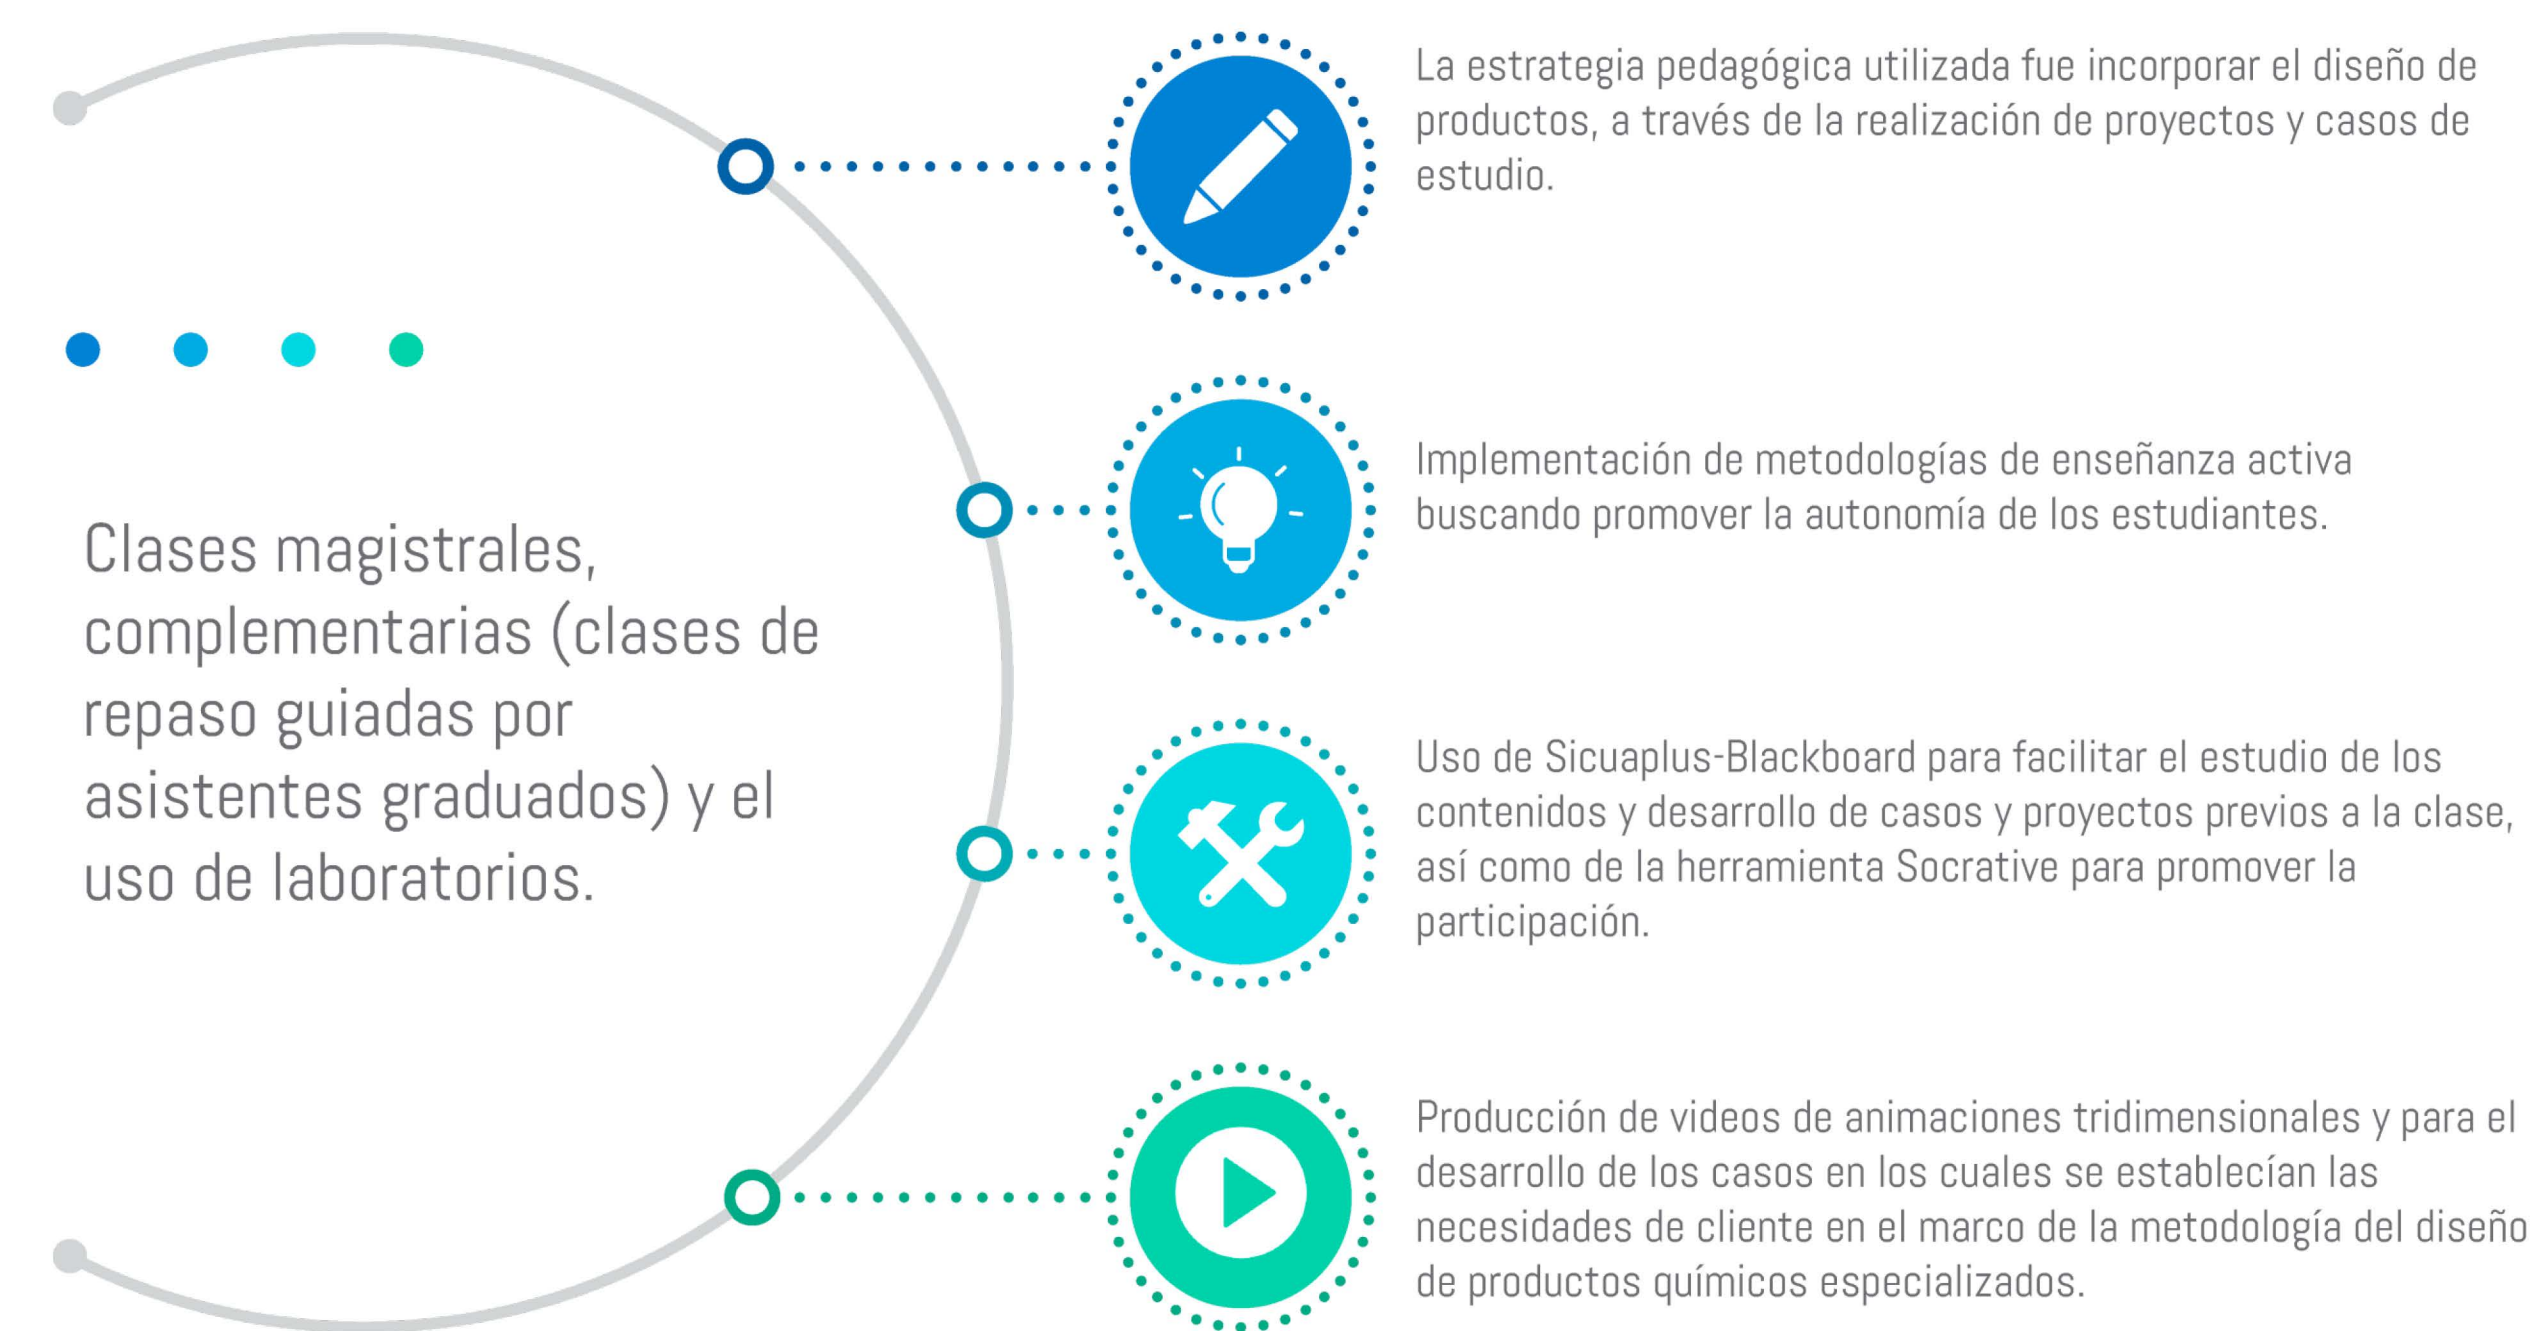 Clases magistrales,
complementarias (clases de
repaso guiadas por
asistentes graduados) y el
uso de laboratorios.
La estrategia pedagógica utilizada fue incorporar el diseño de
productos, a través de la realización de proyectos y casos de
estudio.
Implementación de metodologías de enseñanza activa
buscando promover la autonomía de los estudiantes.
Uso de Sicuaplus-Blackboard para facilitar el estudio de los
contenidos y desarrollo de casos y proyectos previos a la clase,
así como de la herramienta Socrative para promover la
participación.
Producción de videos de animaciones tridimensionales y para el
desarrollo de los casos en los cuales se establecían las
necesidades de cliente en el marco de la metodología del diseño
de productos químicos especializados.